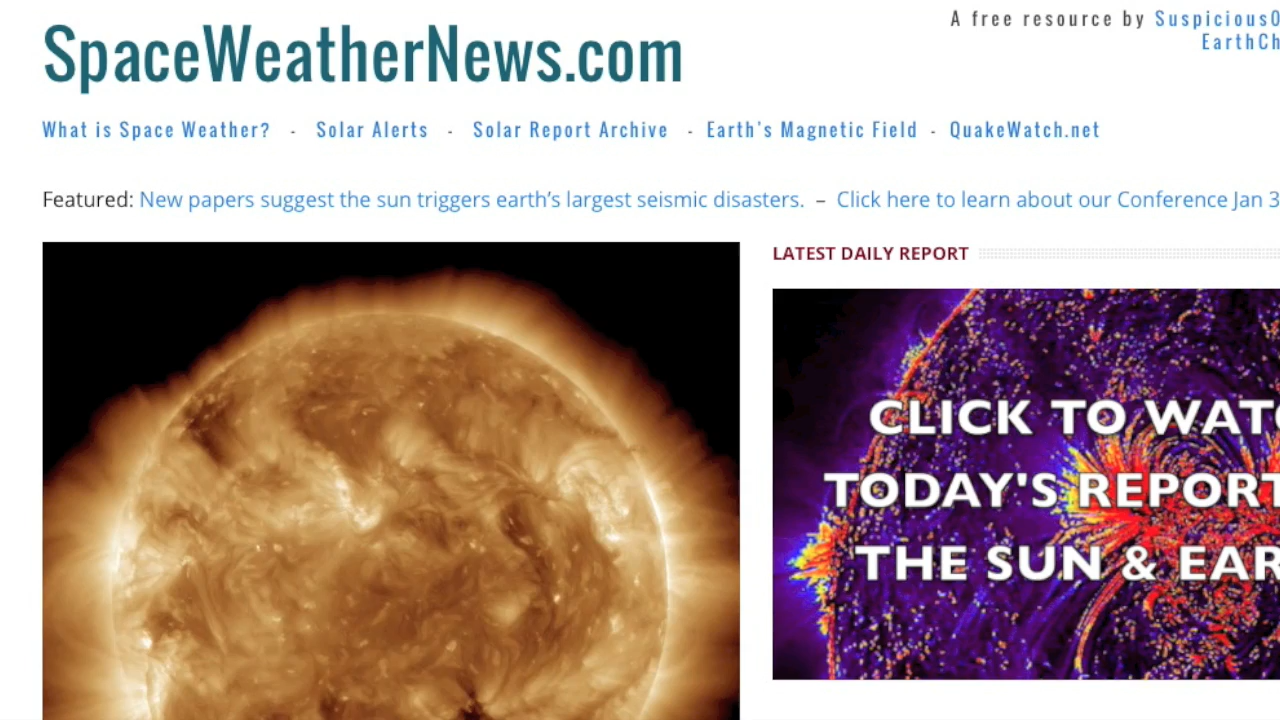 A free resource by
SpaceWeatherNews.com
What is Space Weather? - Solar Alerts - Solar Report Archive - Earth's Magnetic Field - QuakeWatch.net
Featured: New papers suggest the sun triggers earth’s largest seismic disasters. – Click here to learn about our Conference Jan 3
LATEST DAILY REPORT
CLICK TO
TODAY'S REPORT
THE SUN &